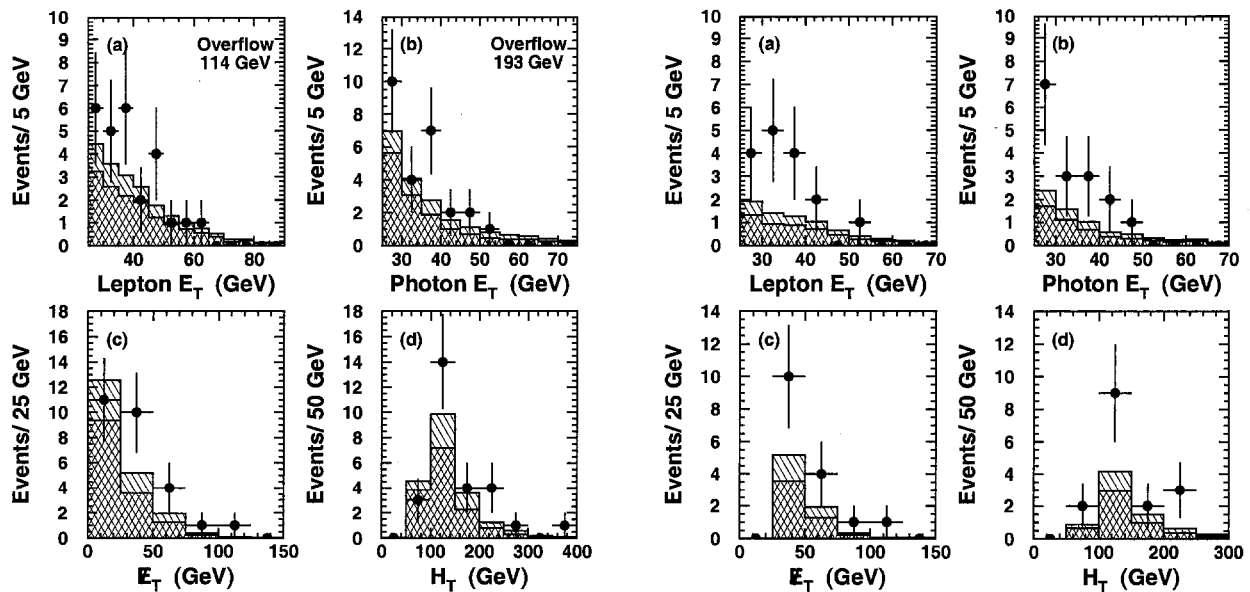 10
9
8
7
6
5
4
3
2
1
0
Events/ 5 GeV
(a)
Overflow
114 GeV
40 60 80
Lepton E_T (GeV)
14
12
10
8
6
4
2
0
Events/ 5 GeV
(b)
Overflow
193 GeV
30 40 50 60 70
Photon E_T (GeV)
10
9
8
7
6
5
4
3
2
1
0
Events/ 5 GeV
(a)
30 40 50 60 70
Lepton E_T (GeV)
10
9
8
7
6
5
4
3
2
1
0
Events/ 5 GeV
(b)
30 40 50 60 70
Photon E_T (GeV)
18
16
14
12
10
8
6
4
2
0
Events/ 25 GeV
(c)
0 50 100 150
E̸_T (GeV)
18
16
14
12
10
8
6
4
2
0
Events/ 50 GeV
(d)
0 100 200 300 400
H_T (GeV)
14
12
10
8
6
4
2
0
Events/ 25 GeV
(c)
0 50 100 150
E̸_T (GeV)
14
12
10
8
6
4
2
0
Events/ 50 GeV
(d)
0 100 200 300
H_T (GeV)